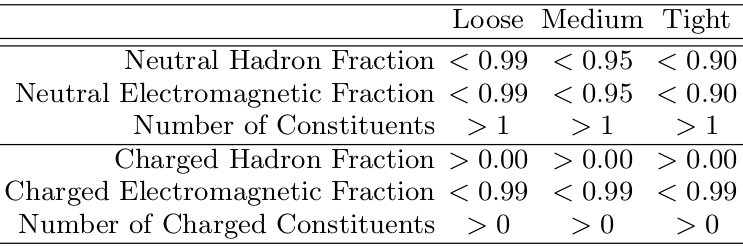 Loose Medium Tight
Neutral Hadron Fraction < 0.99 < 0.95 < 0.90
Neutral Electromagnetic Fraction < 0.99 < 0.95 < 0.90
Number of Constituents > 1 > 1 > 1
Charged Hadron Fraction > 0.00 > 0.00 > 0.00
Charged Electromagnetic Fraction < 0.99 < 0.99 < 0.99
Number of Charged Constituents > 0 > 0 > 0